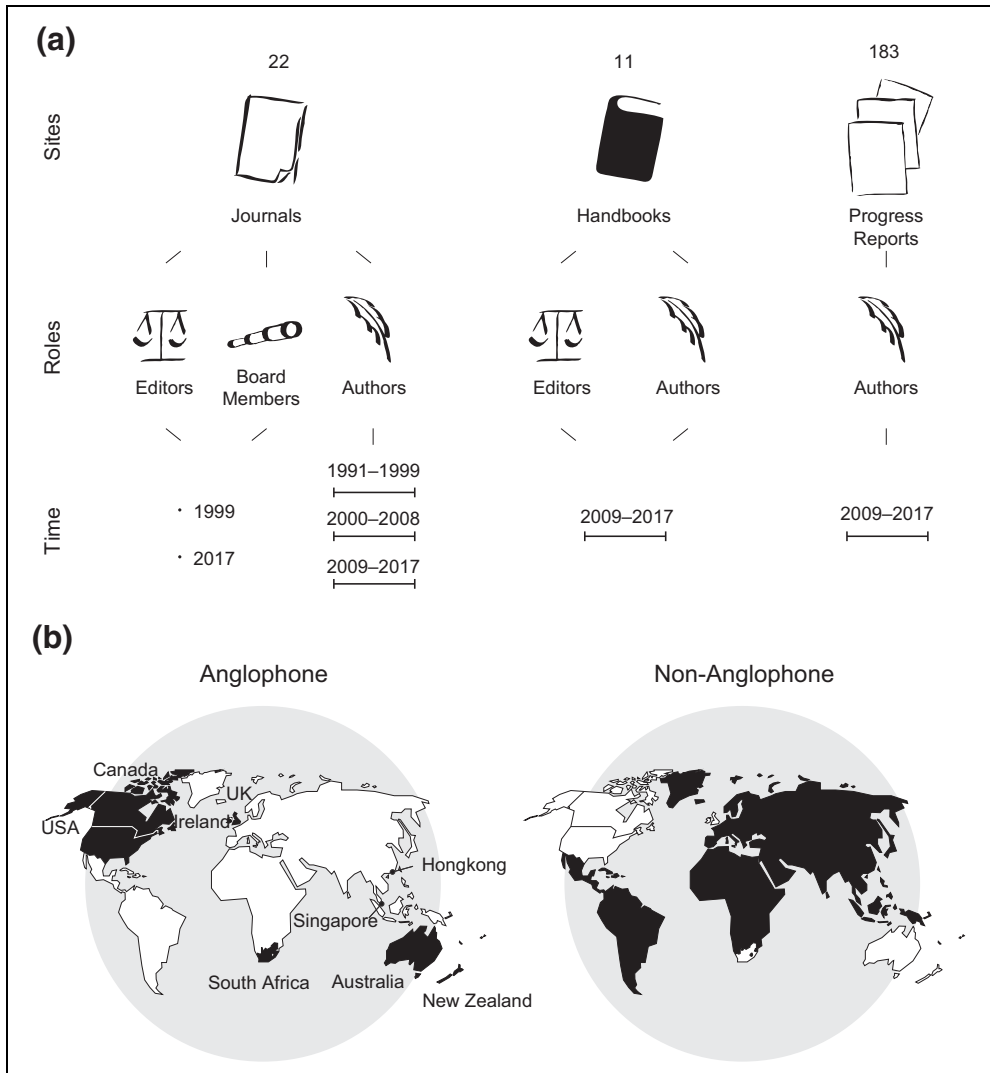 (a)
22
11
183
Sites
Journals
Handbooks
Progress
Reports
Roles
Editors
Board
Members
Authors
Editors
Authors
Authors
Time
1999
2017
1991–1999
2000–2008
2009–2017
2009–2017
2009–2017
(b)
Anglophone
Non-Anglophone
Canada
UK
USA
Ireland
Hongkong
Singapore
South Africa
Australia
New Zealand